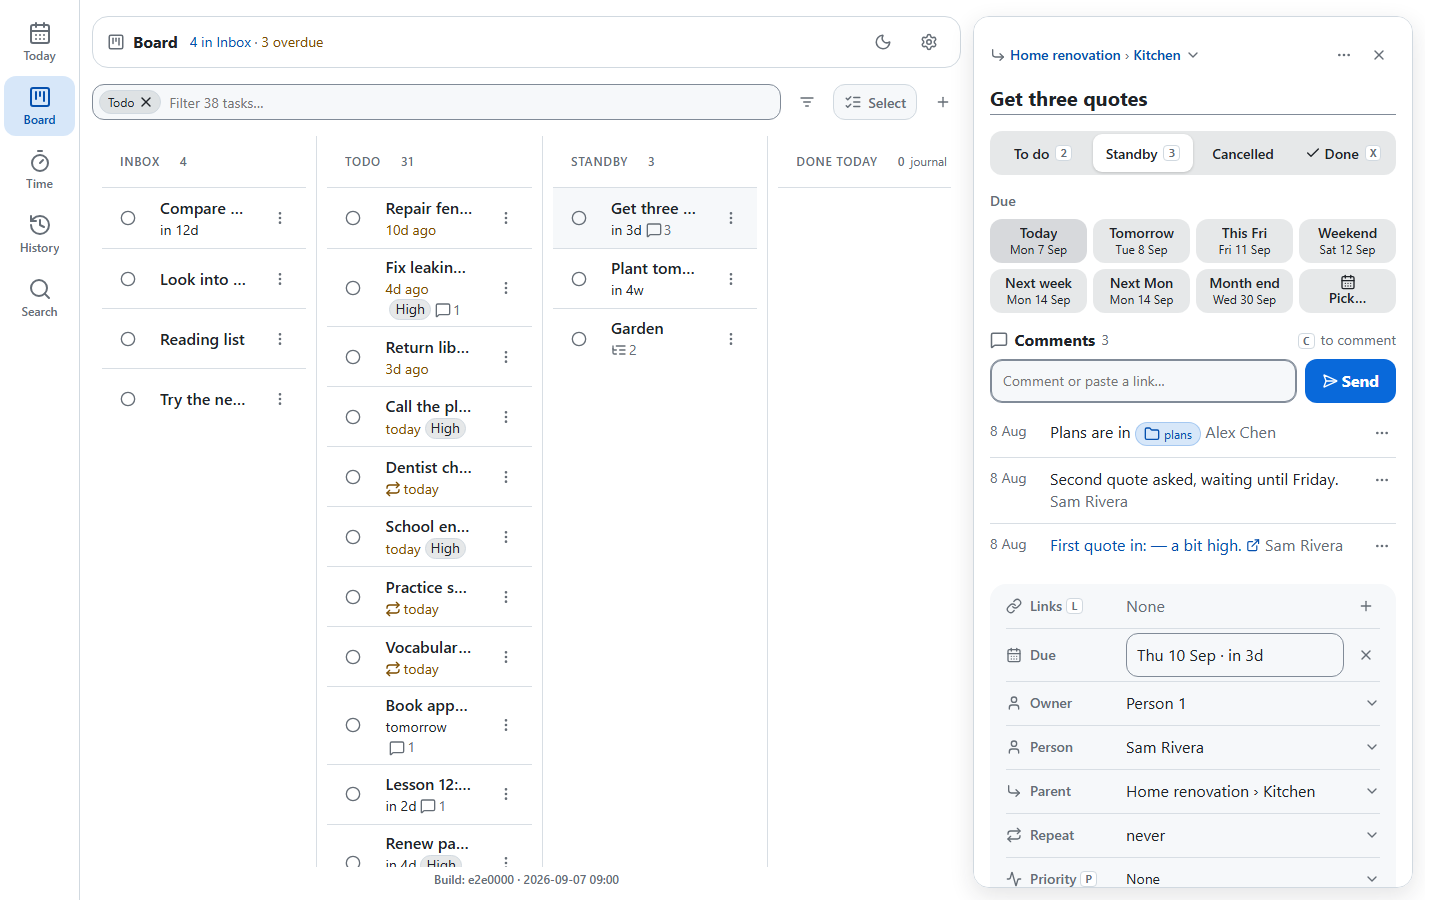 Today
Board
Time
History
Search
Board 4 in Inbox · 3 overdue
Todo Filter 38 tasks...
Select
INBOX 4
Compare ...
in 12d
Look into ...
Reading list
Try the ne...
TODO 31
Repair fen...
10d ago
Fix leakin...
4d ago
High 1
Return lib...
3d ago
Call the pl...
today High
Dentist ch...
today
School en...
today High
Practice s...
today
Vocabular...
today
Book app...
tomorrow
1
Lesson 12:...
in 2d 1
Renew pa...
in 4d High
STANDBY 3
Get three ...
in 3d 3
Plant tom...
in 4w
Garden
2
DONE TODAY 0 journal
Build: e2e0000 · 2026-09-07 09:00
Home renovation › Kitchen
Get three quotes
To do 2 Standby 3 Cancelled Done X
Due
Today Tomorrow This Fri Weekend
Mon 7 Sep Tue 8 Sep Fri 11 Sep Sat 12 Sep
Next week Next Mon Month end Pick...
Mon 14 Sep Mon 14 Sep Wed 30 Sep
Comments 3 C to comment
Comment or paste a link... Send
8 Aug Plans are in plans Alex Chen
8 Aug Second quote asked, waiting until Friday.
Sam Rivera
8 Aug First quote in: — a bit high. Sam Rivera
Links L None
Due Thu 10 Sep · in 3d
Owner Person 1
Person Sam Rivera
Parent Home renovation › Kitchen
Repeat never
Priority P None